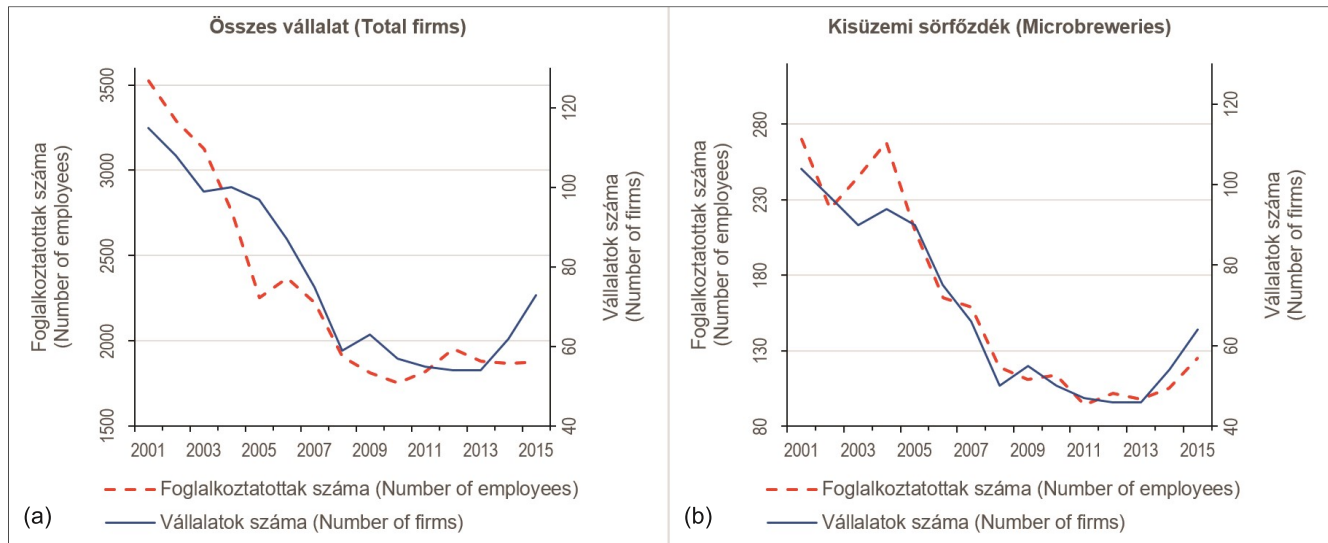 Összes vállalat (Total firms)
3500
3000
2500
2000
1500
Foglalkoztatottak száma
(Number of employees)
120
100
80
60
40
Vállalatok száma
(Number of firms)
2001 2003 2005 2007 2009 2011 2013 2015
Foglalkoztatottak száma (Number of employees)
Vállalatok száma (Number of firms)
(a)
Kisüzemi sörfőzdék (Microbreweries)
280
230
180
130
80
Foglalkozatottak száma
(Number of employees)
120
100
80
60
40
Vállalatok száma
(Number of firms)
2001 2003 2005 2007 2009 2011 2013 2015
Foglalkoztatottak száma (Number of employees)
Vállalatok száma (Number of firms)
(b)